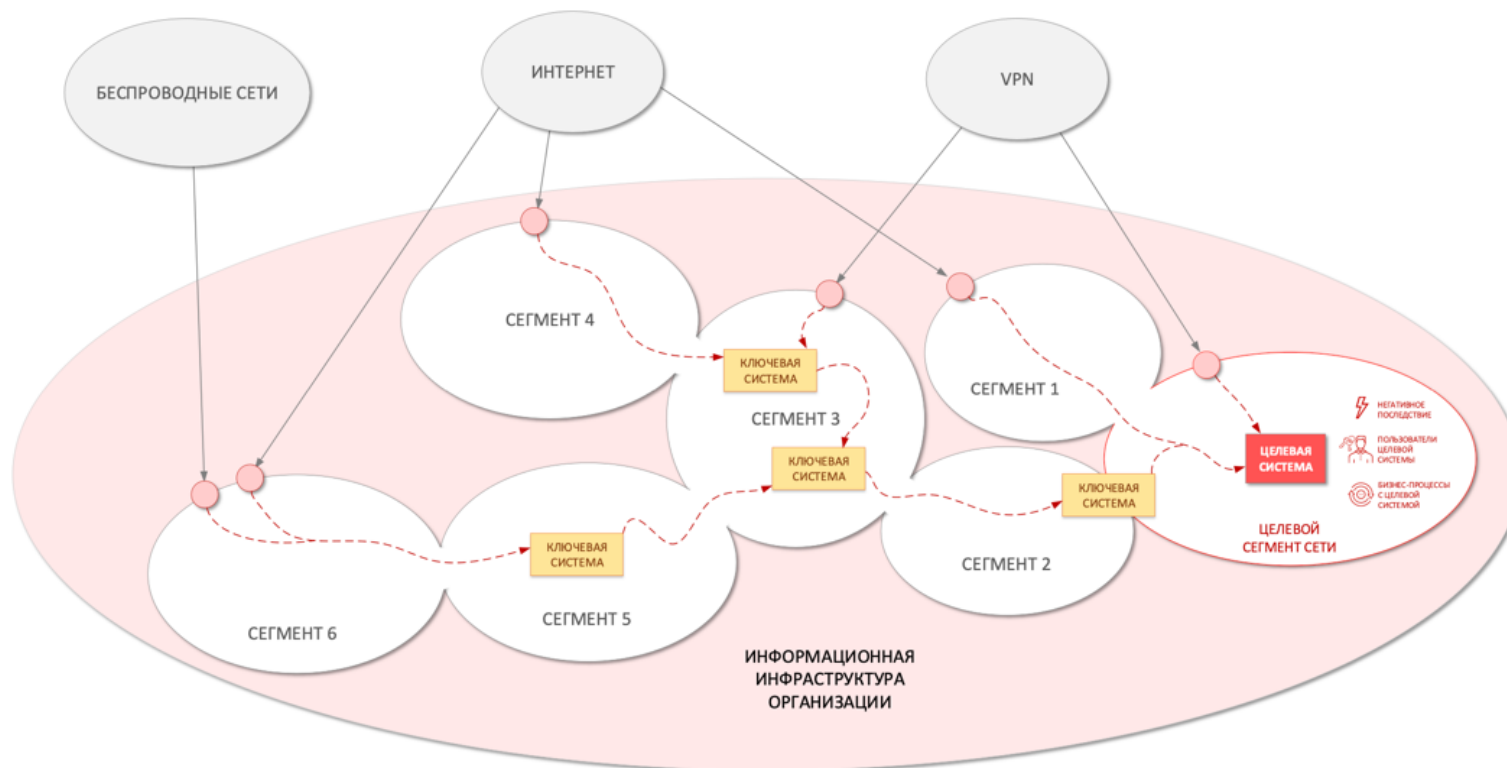 БЕСПРОВОДНЫЕ СЕТИ
ИНТЕРНЕТ
VPN
СЕГМЕНТ 4
КЛЮЧЕВАЯ
СИСТЕМА
СЕГМЕНТ 3
КЛЮЧЕВАЯ
СИСТЕМА
СЕГМЕНТ 1
НЕГАТИВНОЕ
ПОСЛЕДСТВИЕ
ЦЕЛЕВАЯ
СИСТЕМА
ПОЛЬЗОВАТЕЛИ
ЦЕЛЕВОЙ
СИСТЕМЫ
БИЗНЕС-ПРОЦЕССЫ
С ЦЕЛЕВОЙ
СИСТЕМОЙ
ЦЕЛЕВОЙ
СЕГМЕНТ СЕТИ
КЛЮЧЕВАЯ
СИСТЕМА
СЕГМЕНТ 2
КЛЮЧЕВАЯ
СИСТЕМА
СЕГМЕНТ 5
СЕГМЕНТ 6
ИНФОРМАЦИОННАЯ
ИНФРАСТРУКТУРА
ОРГАНИЗАЦИИ